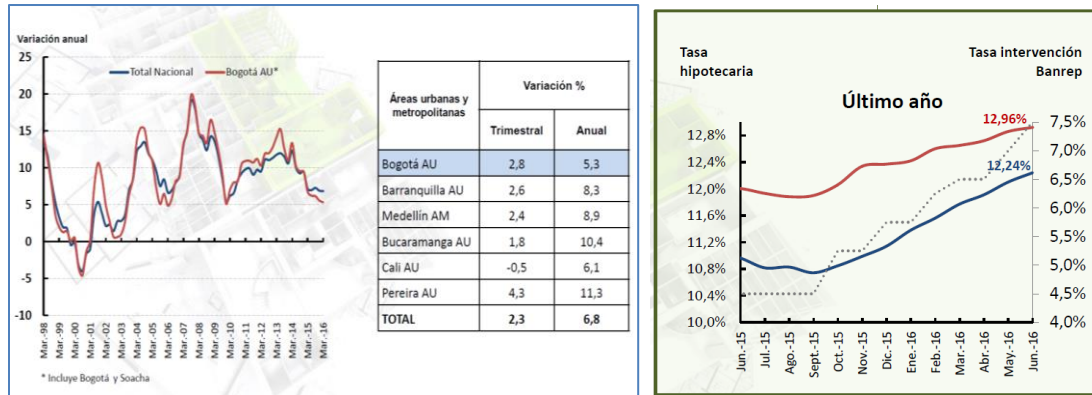 Variación anual
25
20
15
10
5
0
-5
-10
Total Nacional
Bogotá AU*
Mar.-98
Mar.-99
Mar.-00
Mar.-01
Mar.-02
Mar.-03
Mar.-04
Mar.-05
Mar.-06
Mar.-07
Mar.-08
Mar.-09
Mar.-10
Mar.-11
Mar.-12
Mar.-13
Mar.-14
Mar.-15
Mar.-16
* Incluye Bogotá y Soacha
Áreas urbanas y metropolitanas
Variación %
Trimestral Anual
Bogotá AU 2,8 5,3
Barranquilla AU 2,6 8,3
Medellín AM 2,4 8,9
Bucaramanga AU 1,8 10,4
Cali AU -0,5 6,1
Pereira AU 4,3 11,3
TOTAL 2,3 6,8
Tasa
hipotecaria
Tasa intervención
Banrep
Último año
12,96%
12,24%
12,8%
12,4%
12,0%
11,6%
11,2%
10,8%
10,4%
10,0%
7,5%
7,0%
6,5%
6,0%
5,5%
5,0%
4,5%
4,0%
Jun.-15
Jul.-15
Ago.-15
Sept.-15
Oct.-15
Nov.-15
Dic.-15
Ene.-16
Feb.-16
Mar.-16
Abr.-16
May.-16
Jun.-16